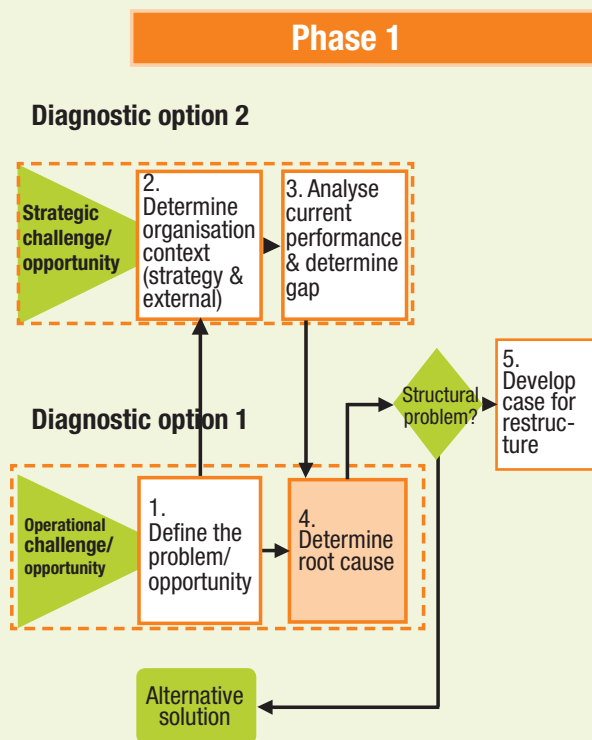 Phase 1
Diagnostic option 2
Strategic
challenge/
opportunity
2.
Determine
organisation
context
(strategy &
external)
3. Analyse
current
performance
& determine
gap
Structural
problem?
5.
Develop
case for
restruc-
ture
Diagnostic option 1
Operational
challenge/
opportunity
1.
Define the
problem/
opportunity
4.
Determine
root cause
Alternative
solution